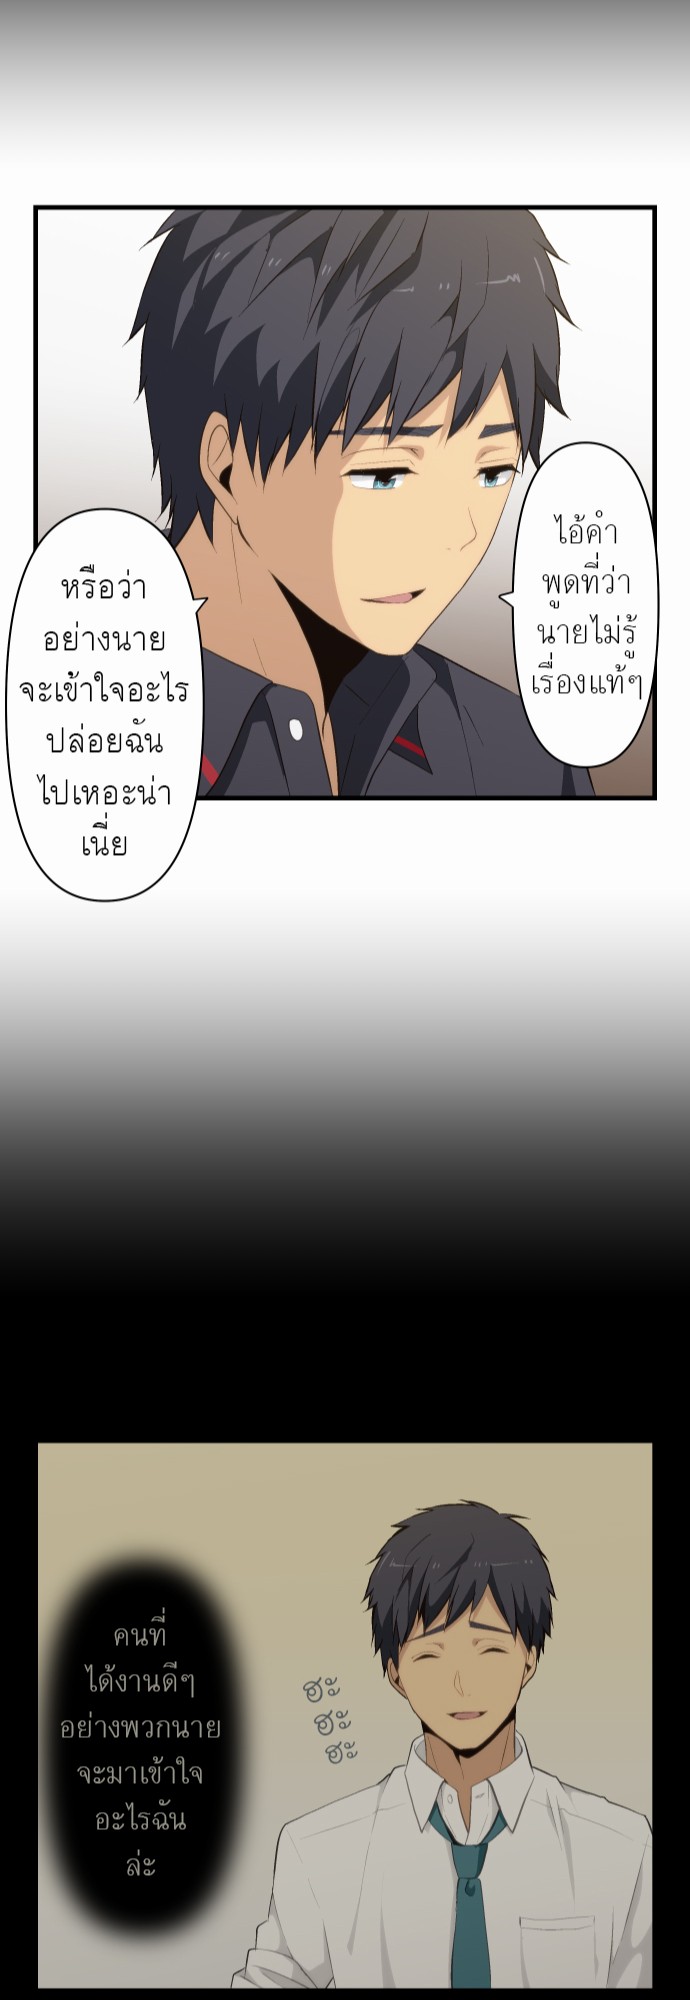 ไอ้คำ
พูดที่ว่า
นายไม่รู้
เรื่องแท้ๆ
หรือว่า
อย่างนาย
จะเข้าใจอะไร
ปล่อยฉัน
ไปเหอะน่า
เนี่ย
คนที่
ได้งานดีๆ
อย่างพวกนาย
จะมาเข้าใจ
อะไรฉัน
ล่ะ
ฮะ
ฮะ
ฮะ